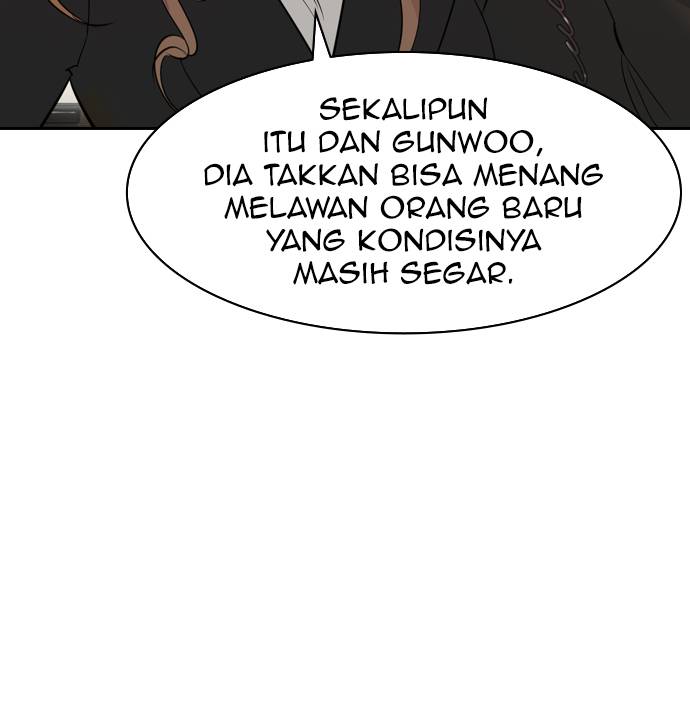 SEKALIPUN
ITU DAN GUNWOO,
DIA TAKKAN BISA MENANG
MELAWAN ORANG BARU
YANG KONDISINYA
MASIH SEGAR.